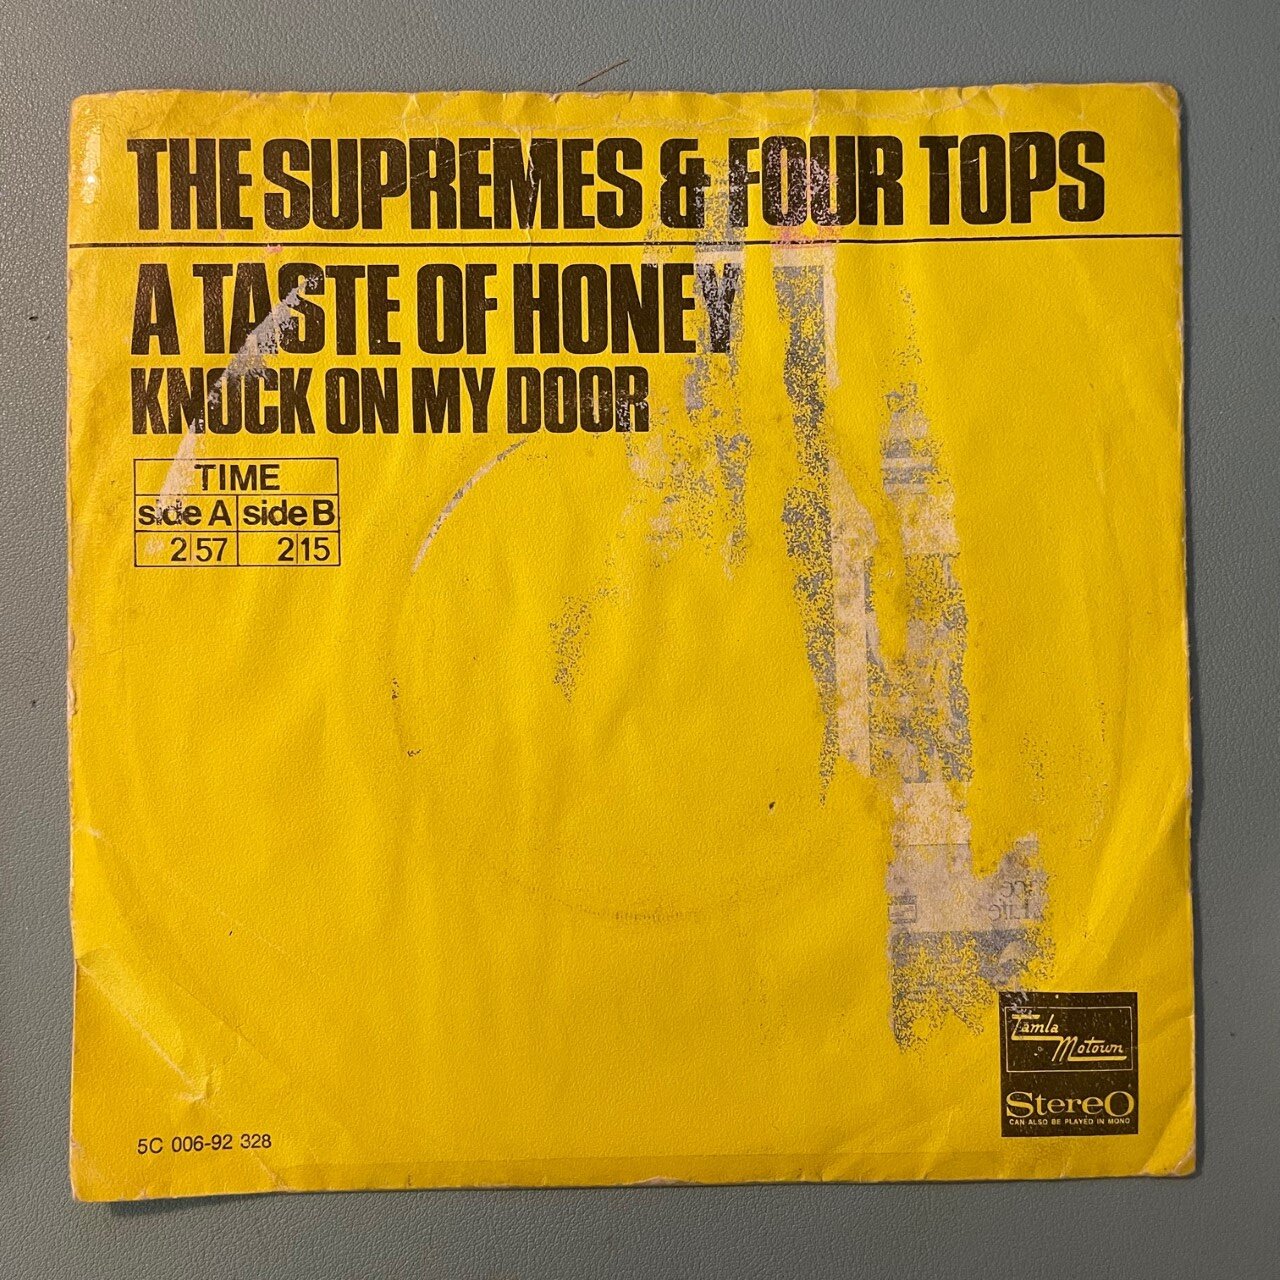 THE SUPREMES & FOUR TOPS
A TASTE OF HONEY
KNOCK ON MY DOOR
TIME
side A side B
2 57 2 15
Tamla
Motown
Stereo
CAN ALSO BE PLAYED IN MONO
5C 006-92 328